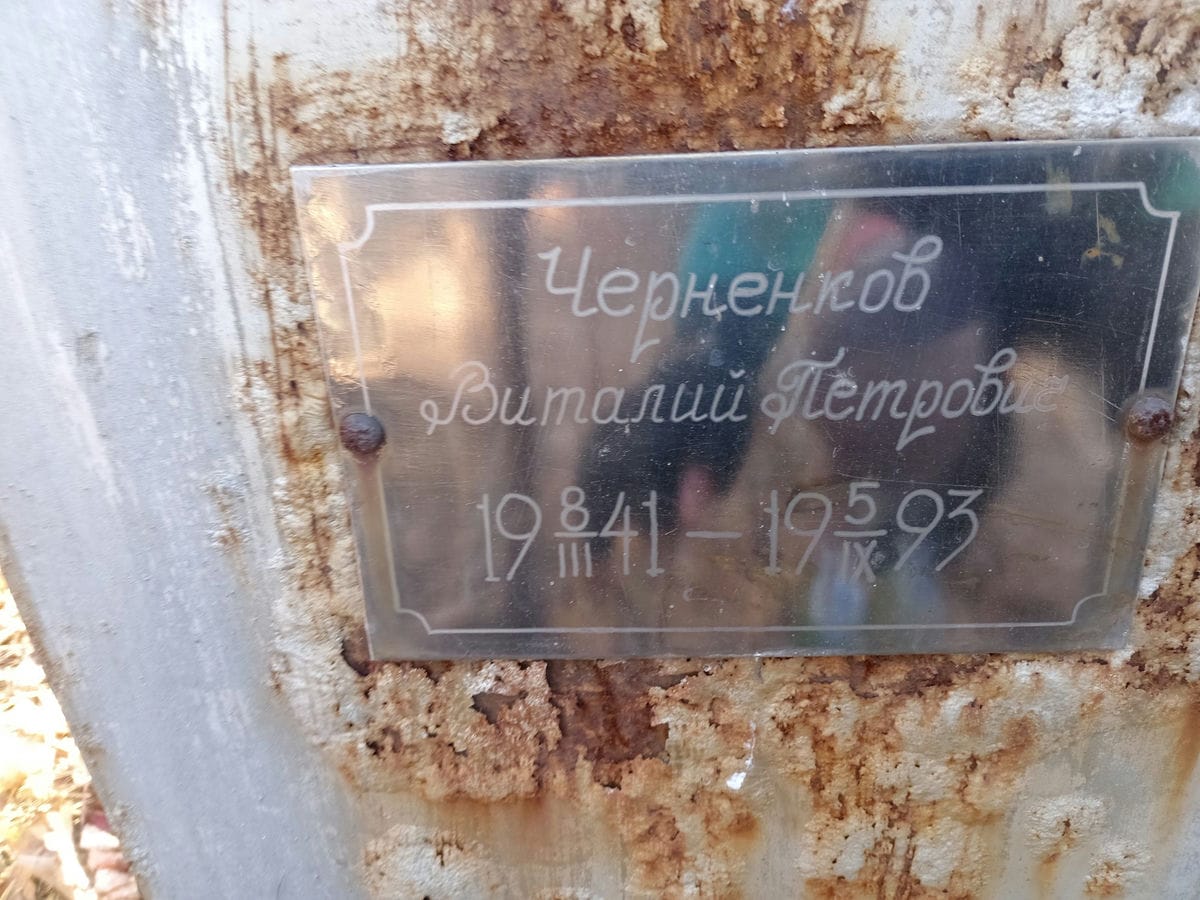 Черненков
Виталий Петрович
19 8/III 41 – 19 5/IX 93